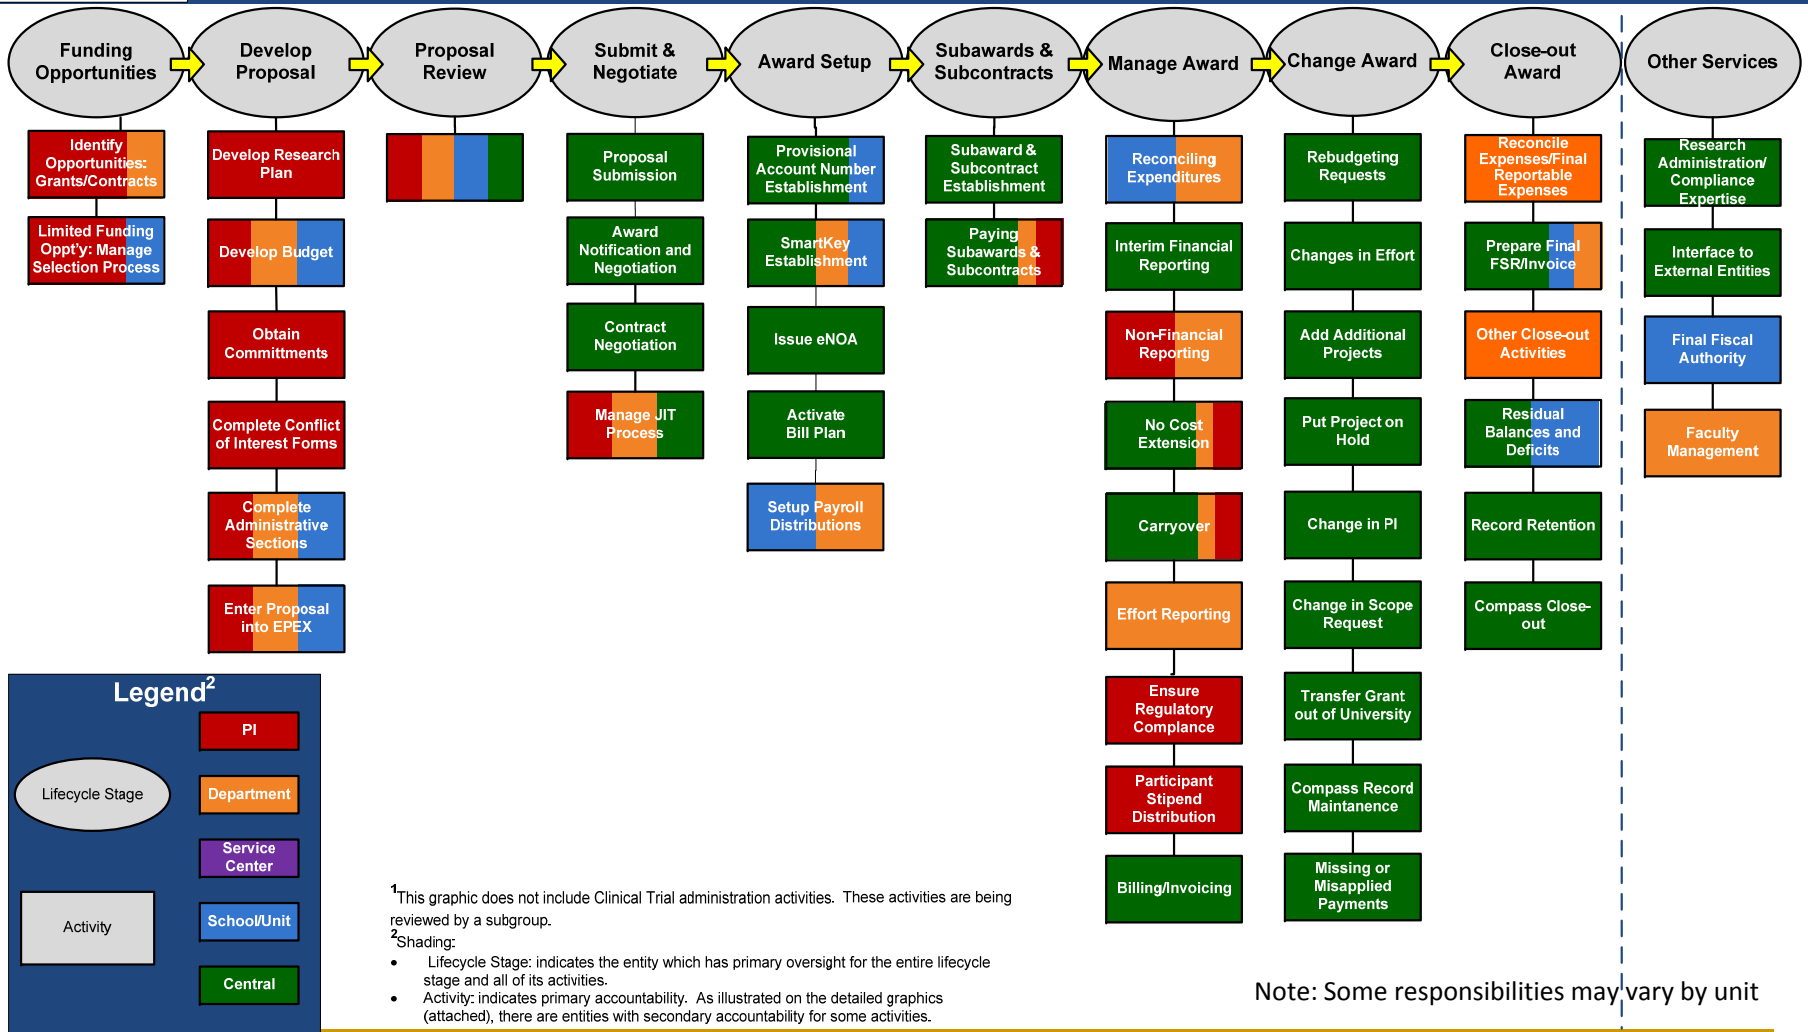 Funding
Opportunities
Develop
Proposal
Proposal
Review
Submit &
Negotiate
Award Setup
Subawards &
Subcontracts
Manage Award
Change Award
Close-out
Award
Other Services
Identify
Opportunities:
Grants/Contracts
Limited Funding
Oppt'y: Manage
Selection Process
Develop Research
Plan
Develop Budget
Obtain
Committments
Complete Conflict
of Interest Forms
Complete
Administrative
Sections
Enter Proposal
into EPEX
Proposal
Submission
Award
Notification and
Negotiation
Contract
Negotiation
Manage JIT
Process
Provisional
Account Number
Establishment
SmartKey
Establishment
Issue eNOA
Activate
Bill Plan
Setup Payroll
Distributions
Subaward &
Subcontract
Establishment
Paying
Subawards &
Subcontracts
Reconciling
Expenditures
Interim Financial
Reporting
Non-Financial
Reporting
No Cost
Extension
Carryover
Effort Reporting
Ensure
Regulatory
Complance
Participant
Stipend
Distribution
Billing/Invoicing
Rebudgeting
Requests
Changes in Effort
Add Additional
Projects
Put Project on
Hold
Change in PI
Change in Scope
Request
Transfer Grant
out of University
Compass Record
Maintanence
Missing or
Misapplied
Payments
Reconcile
Expenses/Final
Reportable
Expenses
Prepare Final
FSR/Invoice
Other Close-out
Activities
Residual
Balances and
Deficits
Record Retention
Compass Close-
out
Research
Administration/
Compliance
Expertise
Interface to
External Entities
Final Fiscal
Authority
Faculty
Management
Legend2
PI
Lifecycle Stage
Department
Service
Center
Activity
School/Unit
Central
1This graphic does not include Clinical Trial administration activities. These activities are being
reviewed by a subgroup.
2Shading:
• Lifecycle Stage: indicates the entity which has primary oversight for the entire lifecycle
stage and all of its activities.
• Activity: indicates primary accountability. As illustrated on the detailed graphics
(attached), there are entities with secondary accountability for some activities.
Note: Some responsibilities may vary by unit